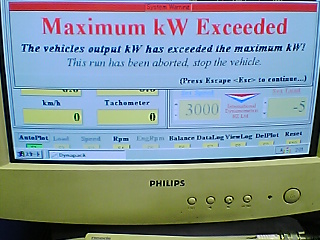 System Warning
Maximum kW Exceeded
The vehicles output kW has exceeded the maximum kW!
This run has been aborted, stop the vehicle.
(Press Escape <Esc> to continue...)
km/h Tachometer
0 0
3000 -5
International
Dynamometers
AutoPlot Load Speed Rpm EngRpm Balance DataLog ViewLog DelPlot Reset
Dynapack
PHILIPS